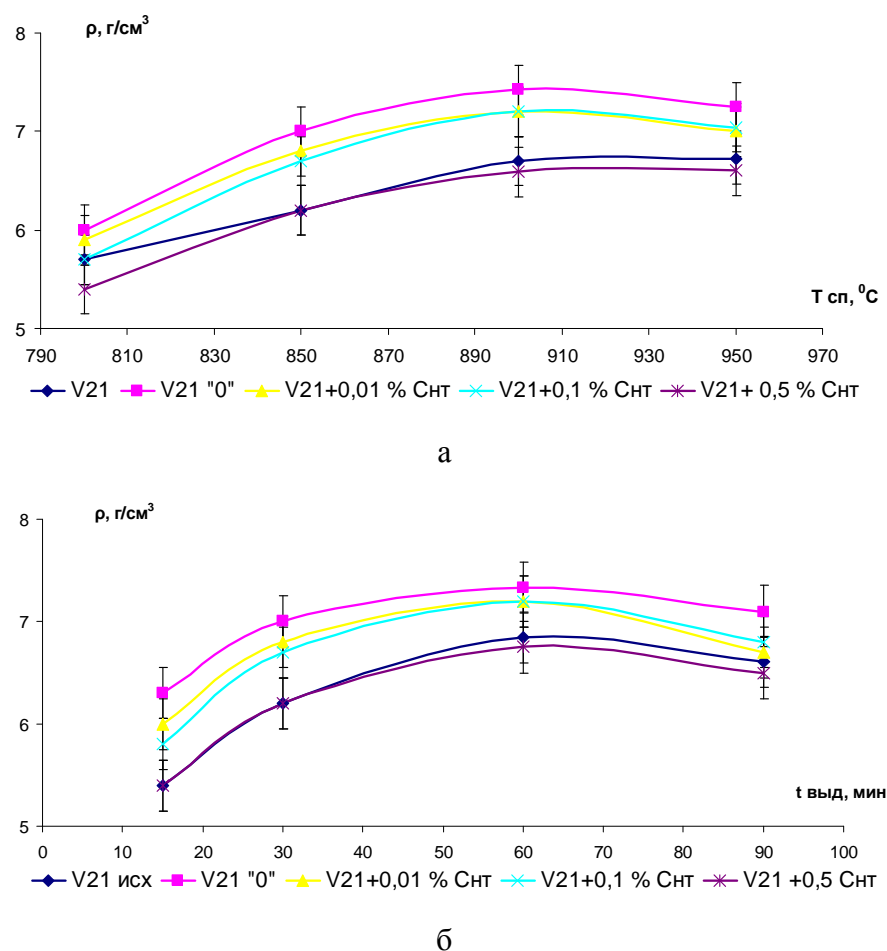 ρ, г/см³
8
7
6
5
T сп, ⁰C
790 810 830 850 870 890 910 930 950 970
V21 V21 "0" V21+0,01 % Снт V21+0,1 % Снт V21+ 0,5 % Снт
а
ρ, г/см³
8
7
6
5
t выд, мин
0 10 20 30 40 50 60 70 80 90 100
V21 исх V21 "0" V21+0,01 % Снт V21+0,1 % Снт V21 +0,5 Снт
б